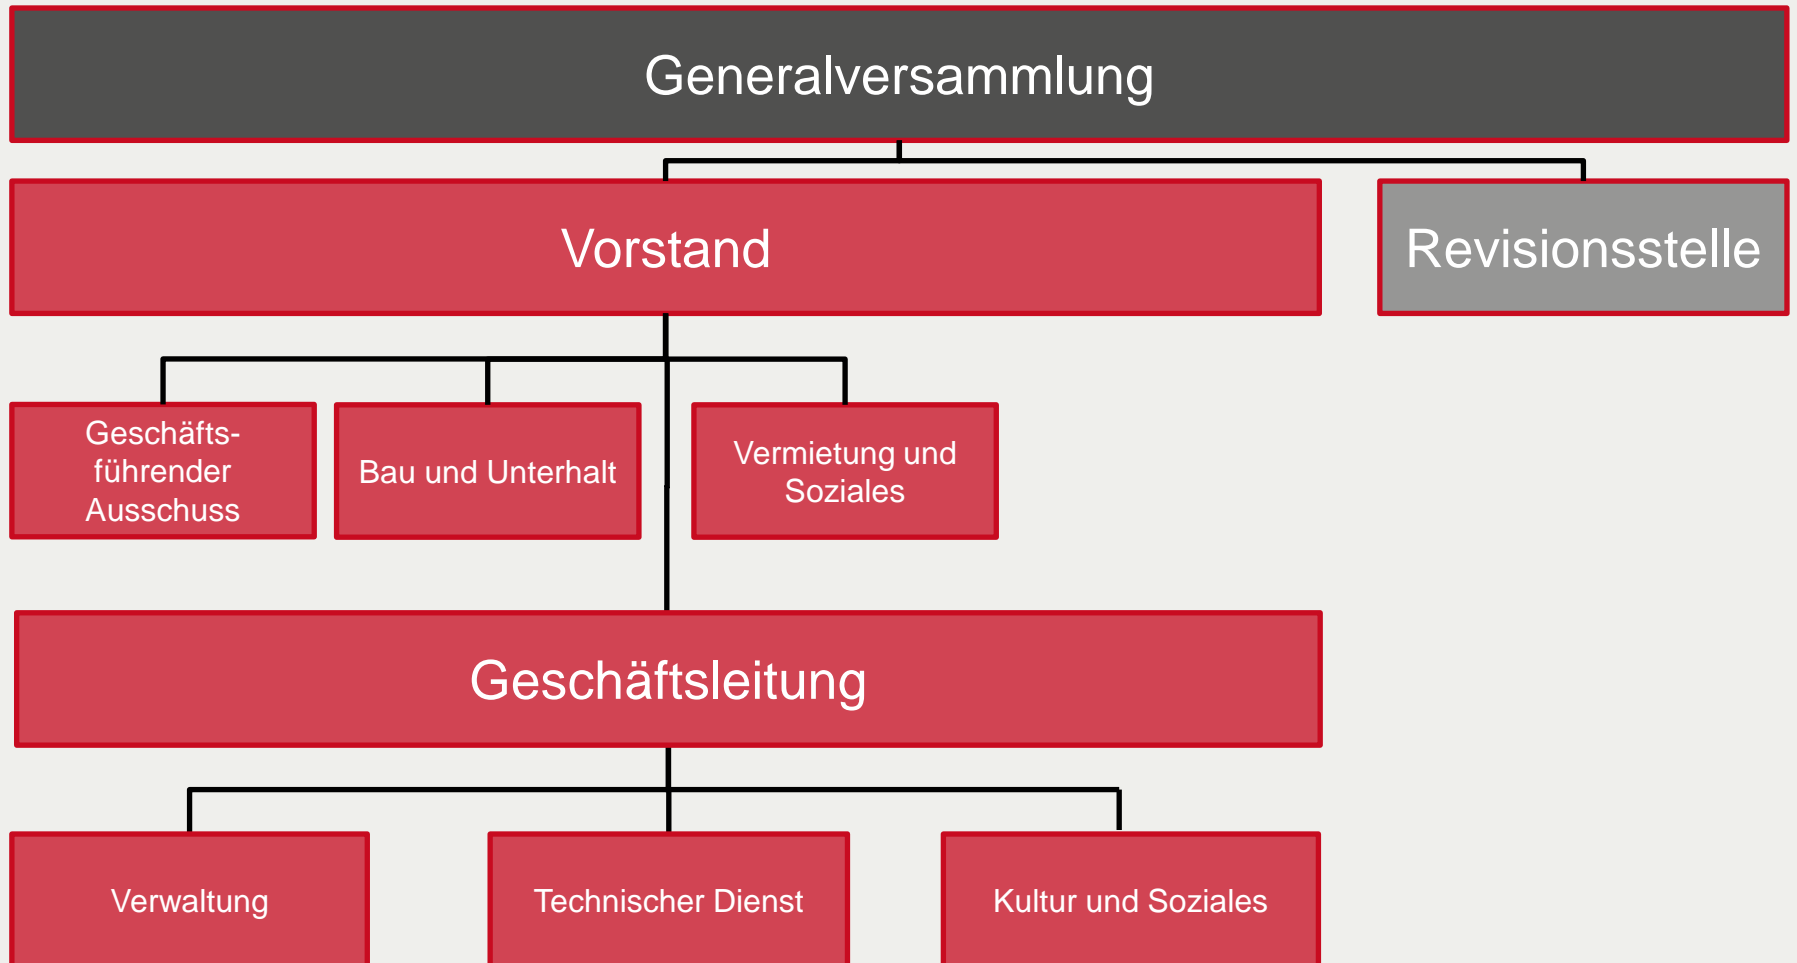 Generalversammlung
Vorstand
Revisionsstelle
Geschäfts-
führender
Ausschuss
Bau und Unterhalt
Vermietung und
Soziales
Geschäftsleitung
Verwaltung
Technischer Dienst
Kultur und Soziales